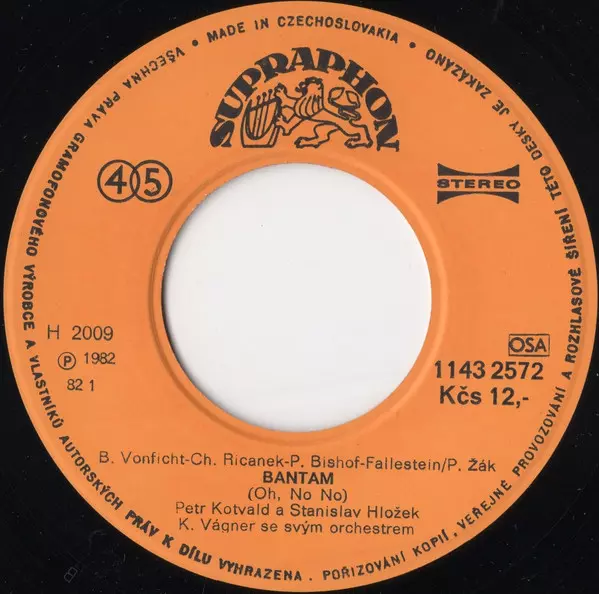 VŠECHNA PRÁVA GRAMOFONOVÉHO VÝROBCE A VLASTNÍKŮ AUTORSKÝCH PRÁV K DÍLU VYHRAZENA . POŘIZOVÁNÍ KOPIÍ, VEŘEJNÉ PROVOZOVÁNÍ A ROZHLASOVÉ ŠÍŘENÍ TÉTO DESKY JE ZAKÁZÁNO • MADE IN CZECHOSLOVAKIA •
SUPRAPHON
45
STEREO
H 2009
Ⓟ 1982
82 1
OSA
1143 2572
Kčs 12,-
B. Vonficht-Ch. Ricanek-P. Bishof-Fallestein/P. Žák
BANTAM
(Oh, No No)
Petr Kotvald a Stanislav Hložek
K. Vágner se svým orchestrem